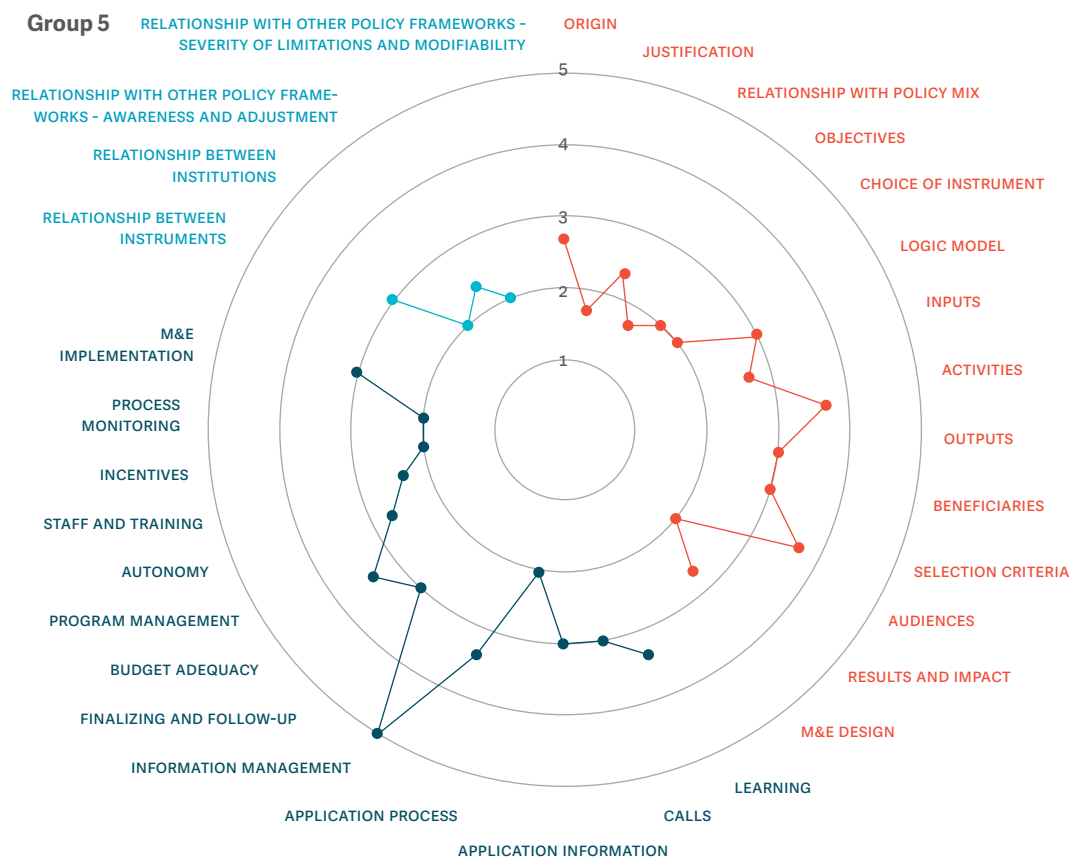 Group 5
RELATIONSHIP WITH OTHER POLICY FRAMEWORKS -
SEVERITY OF LIMITATIONS AND MODIFIABILITY
ORIGIN
JUSTIFICATION
RELATIONSHIP WITH POLICY MIX
OBJECTIVES
CHOICE OF INSTRUMENT
LOGIC MODEL
INPUTS
ACTIVITIES
OUTPUTS
BENEFICIARIES
SELECTION CRITERIA
AUDIENCES
RESULTS AND IMPACT
M&E DESIGN
LEARNING
CALLS
APPLICATION INFORMATION
APPLICATION PROCESS
INFORMATION MANAGEMENT
FINALIZING AND FOLLOW-UP
BUDGET ADEQUACY
PROGRAM MANAGEMENT
AUTONOMY
STAFF AND TRAINING
INCENTIVES
PROCESS
MONITORING
M&E
IMPLEMENTATION
RELATIONSHIP BETWEEN
INSTRUMENTS
RELATIONSHIP BETWEEN
INSTITUTIONS
RELATIONSHIP WITH OTHER POLICY FRAME-
WORKS - AWARENESS AND ADJUSTMENT
5
4
3
2
1